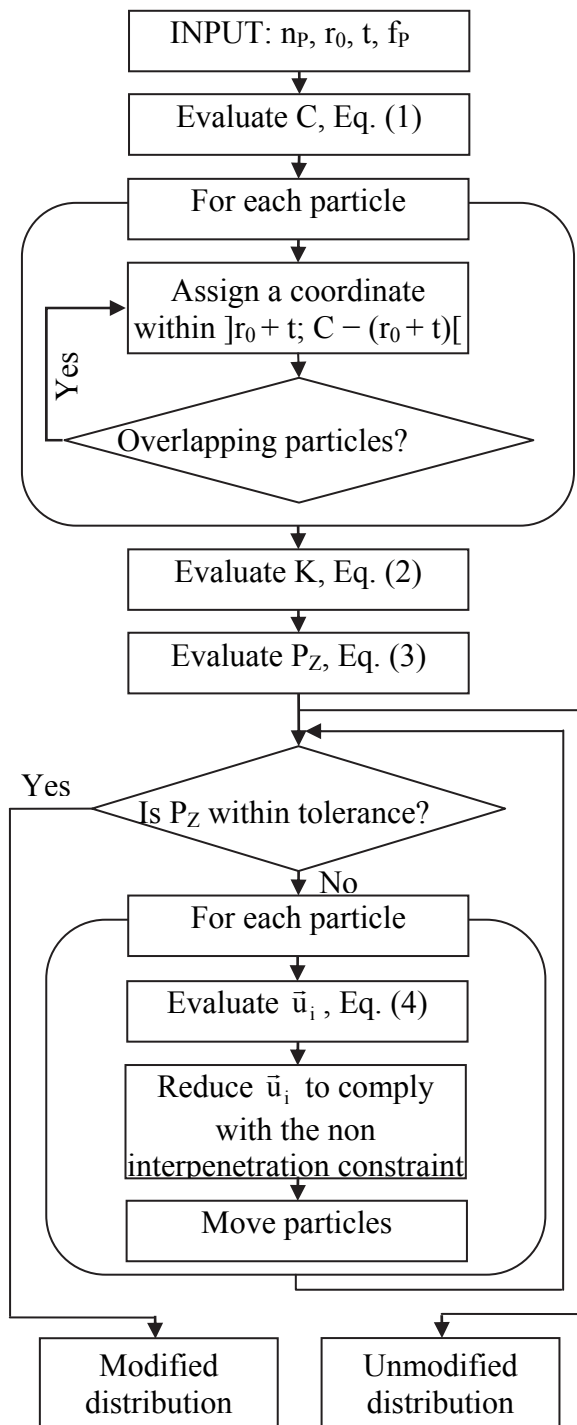 INPUT: nP, r0, t, fP
Evaluate C, Eq. (1)
For each particle
Assign a coordinate
within ]r0 + t; C − (r0 + t)[
Yes
Overlapping particles?
Evaluate K, Eq. (2)
Evaluate PZ, Eq. (3)
Yes
Is PZ within tolerance?
No
For each particle
Evaluate u⃗i , Eq. (4)
Reduce u⃗i to comply
with the non
interpenetration constraint
Move particles
Modified
distribution
Unmodified
distribution